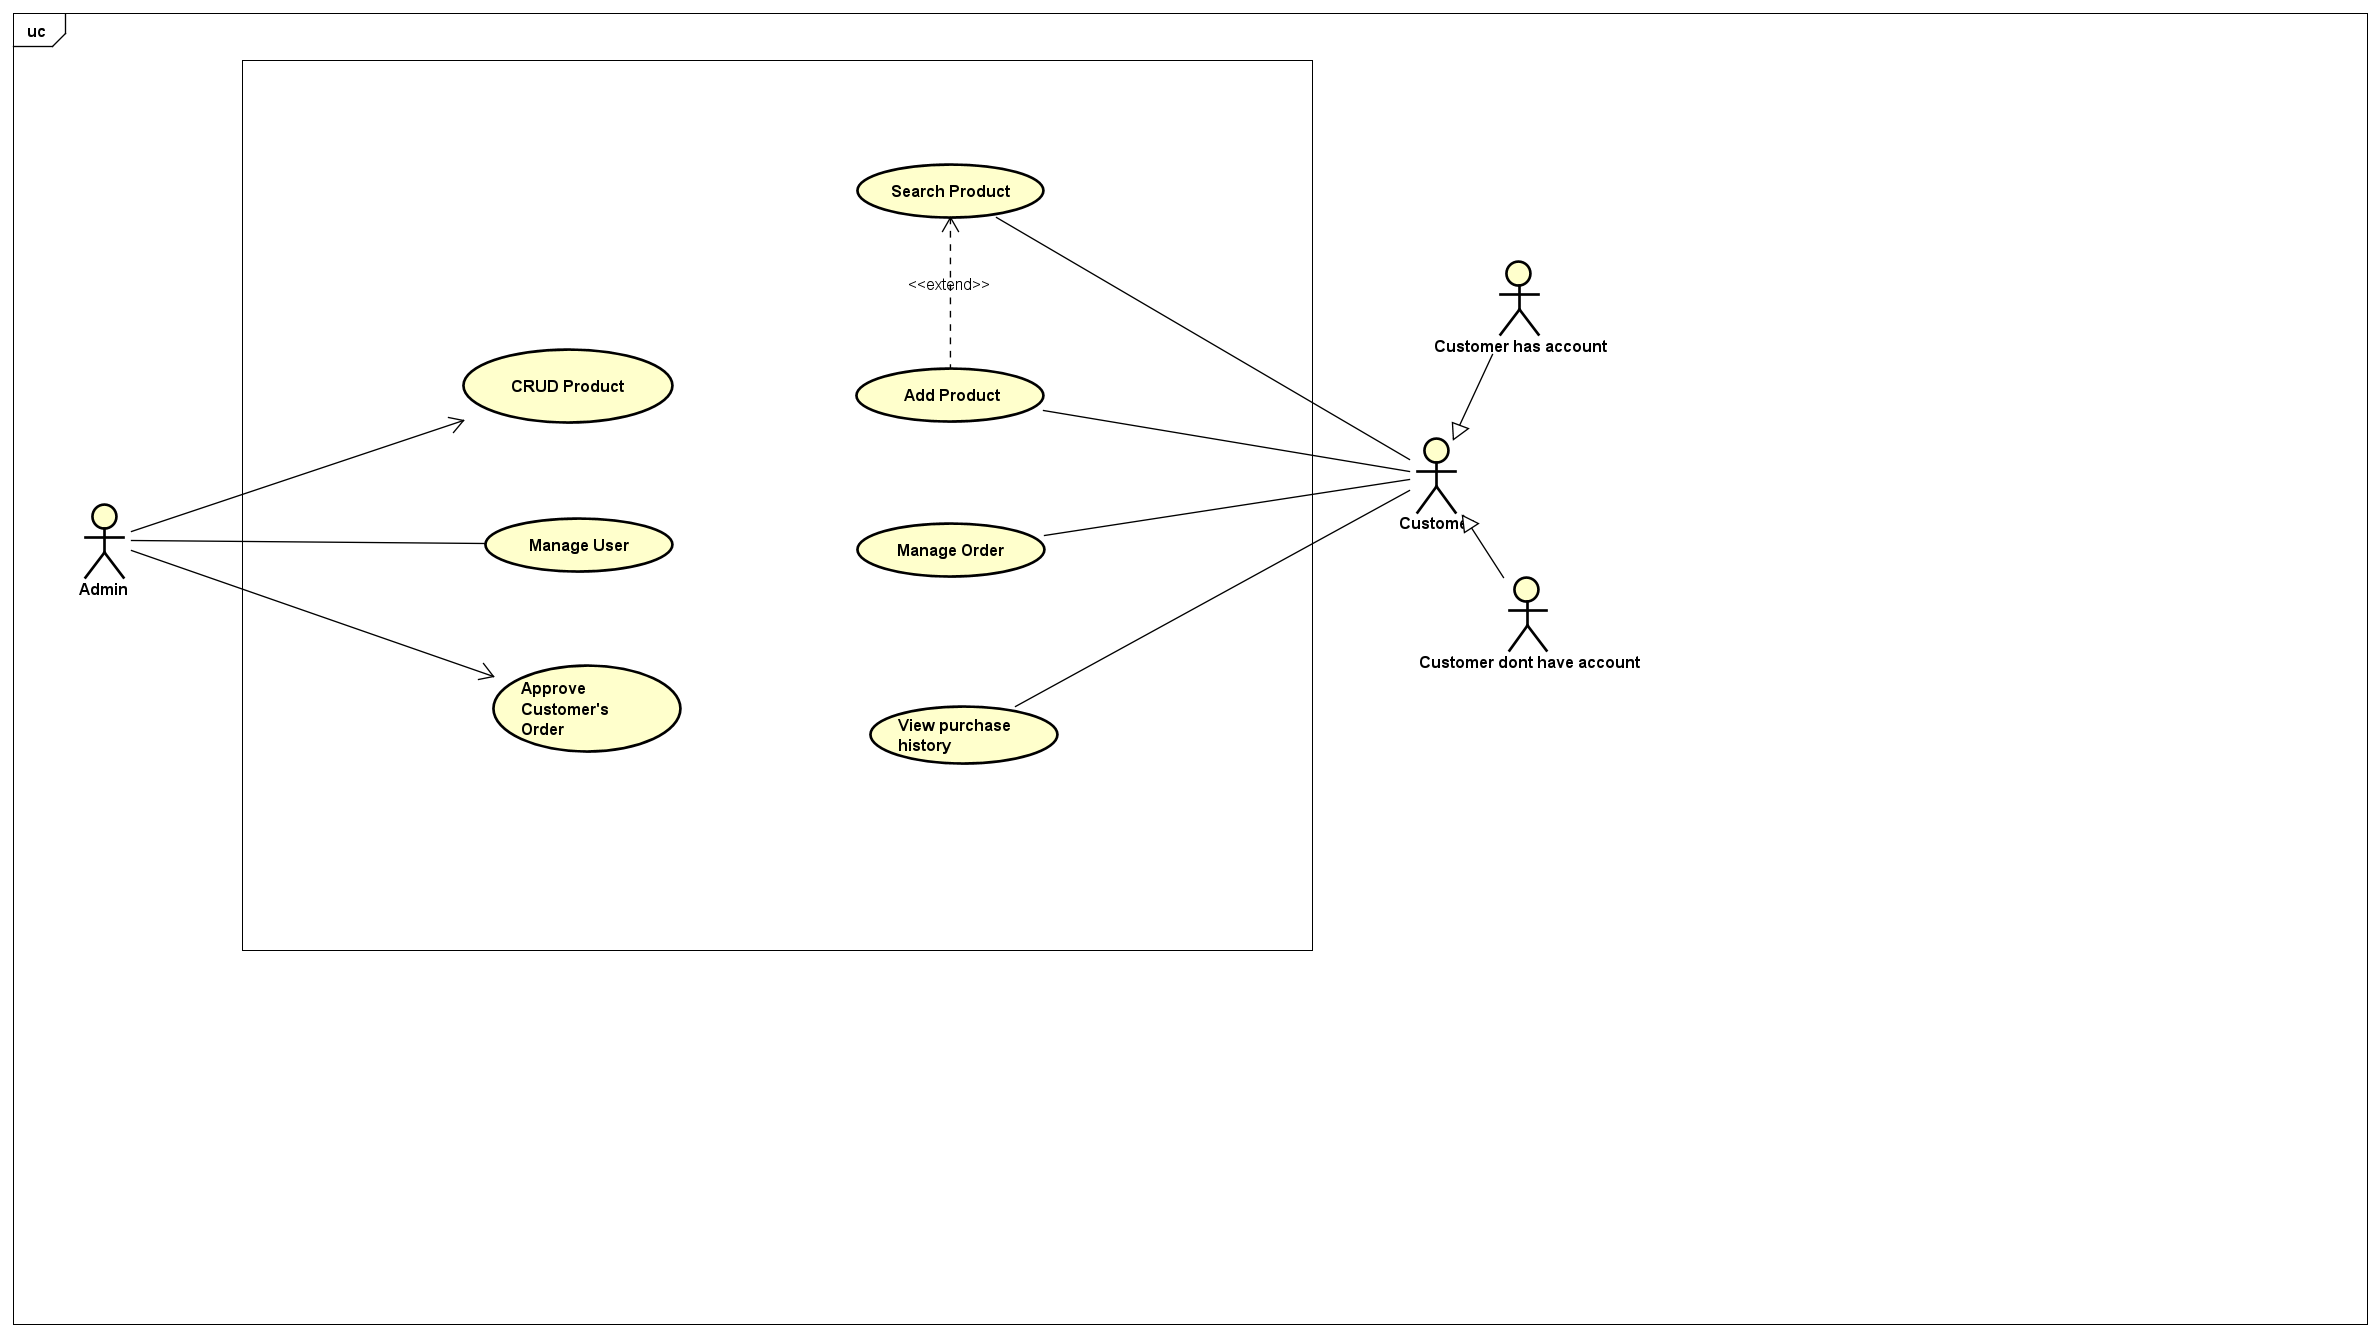 uc
Search Product
<<extend>>
Customer has account
CRUD Product
Add Product
Custome
Manage User
Manage Order
Admin
Customer dont have account
Approve
Customer's
Order
View purchase
history